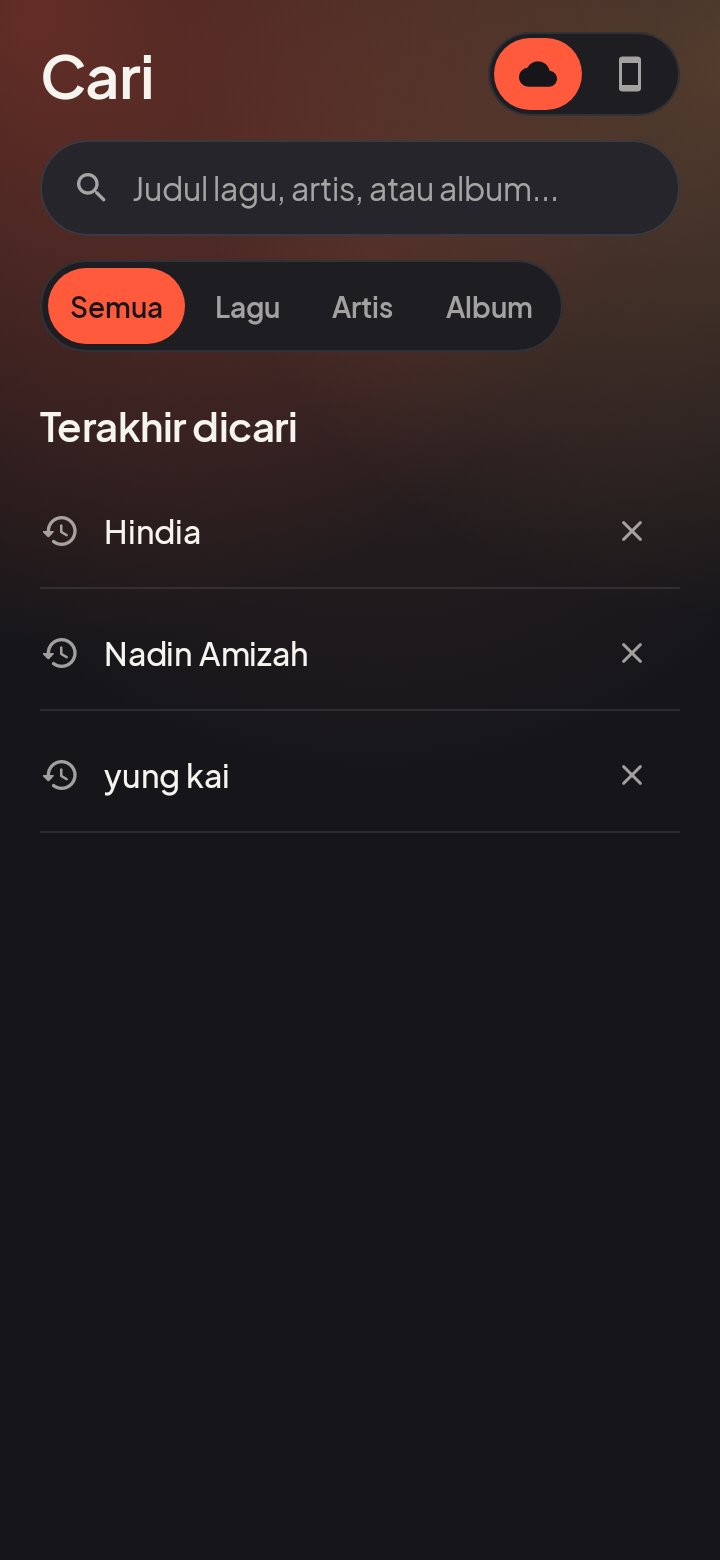 Cari
Judul lagu, artis, atau album...
Semua Lagu Artis Album
Terakhir dicari
Hindia
Nadin Amizah
yung kai